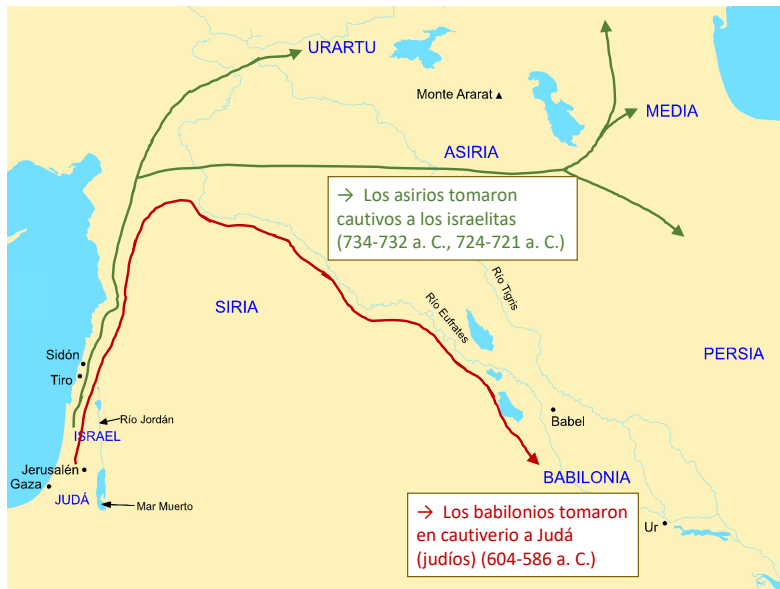 URARTU
Monte Ararat
MEDIA
ASIRIA
→ Los asirios tomaron
cautivos a los israelitas
(734-732 a. C., 724-721 a. C.)
SIRIA
Río Tigris
Río Eufrates
PERSIA
Sidón
Tiro
Río Jordán
ISRAEL
Babel
Jerusalén
Gaza
JUDÁ
Mar Muerto
BABILONIA
→ Los babilonios tomaron
en cautiverio a Judá
(judíos) (604-586 a. C.)
Ur